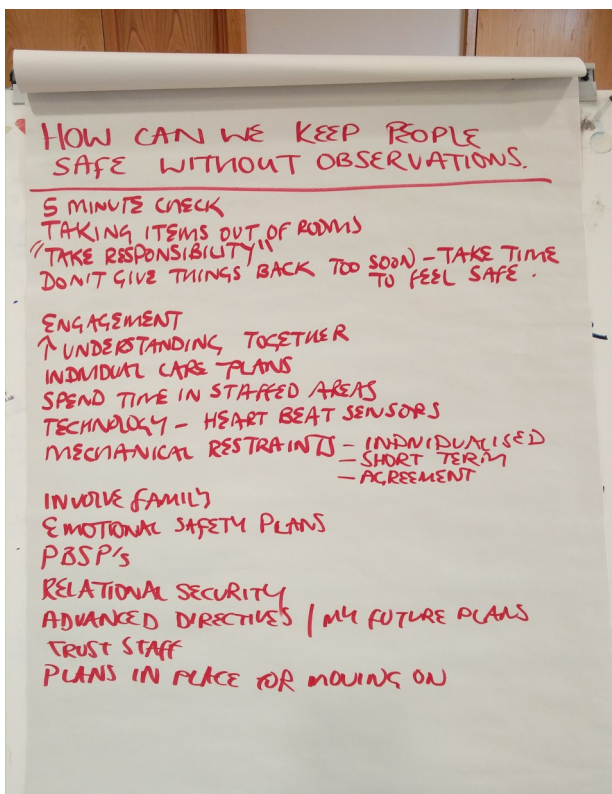 HOW CAN WE KEEP PEOPLE
SAFE WITHOUT OBSERVATIONS.
5 MINUTE CHECK
TAKING ITEMS OUT OF ROOMS
"TAKE RESPONSIBILITY"
DON'T GIVE THINGS BACK TOO SOON - TAKE TIME
TO FEEL SAFE.
ENGAGEMENT
↑ UNDERSTANDING TOGETHER
INDIVIDUAL CARE PLANS
SPEND TIME IN STAFFED AREAS
TECHNOLOGY - HEART BEAT SENSORS
MECHANICAL RESTRAINTS - INDIVIDUALISED
- SHORT TERM
- AGREEMENT
INVOLVE FAMILY
EMOTIONAL SAFETY PLANS
PBSP's
RELATIONAL SECURITY
ADVANCED DIRECTIVES / MY FUTURE PLANS
TRUST STAFF
PLANS IN PLACE FOR MOVING ON